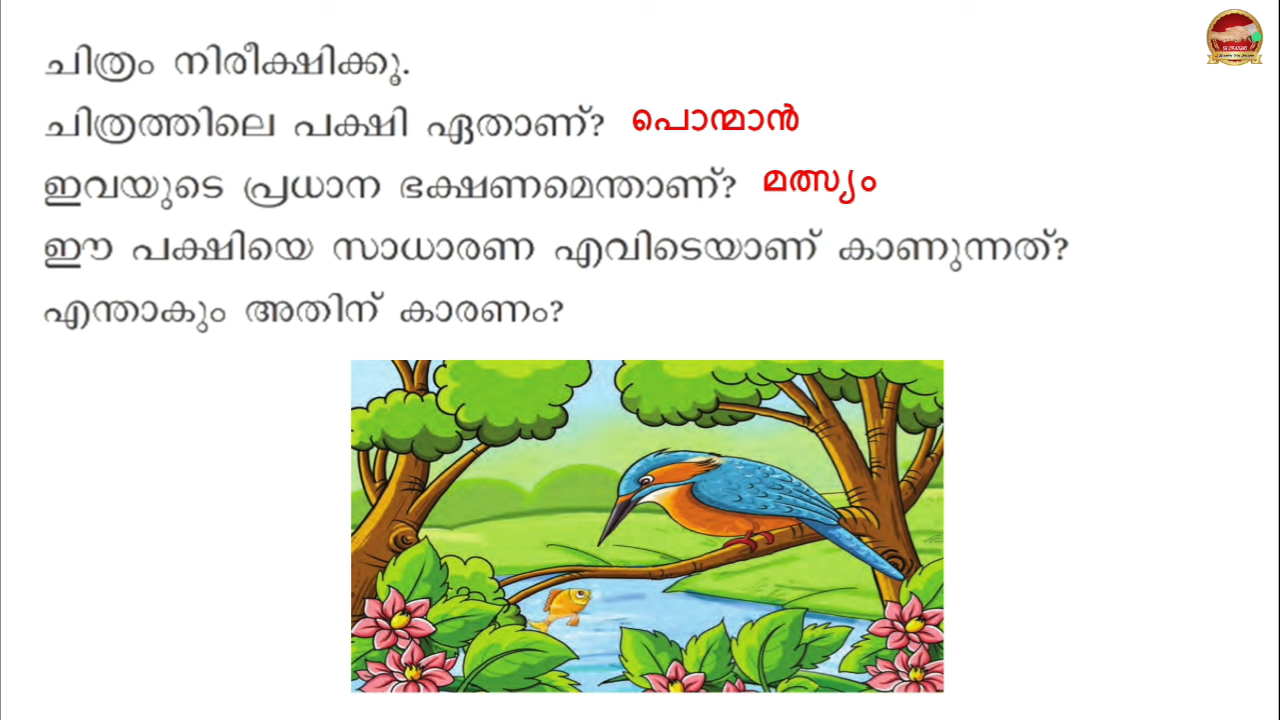 ചിത്രം നിരീക്ഷിക്കൂ.
ചിത്രത്തിലെ പക്ഷി ഏതാണ്? പൊന്മാൻ
ഇവയുടെ പ്രധാന ഭക്ഷണമെന്താണ്? മത്സ്യം
ഈ പക്ഷിയെ സാധാരണ എവിടെയാണ് കാണുന്നത്?
എന്താകും അതിന് കാരണം?